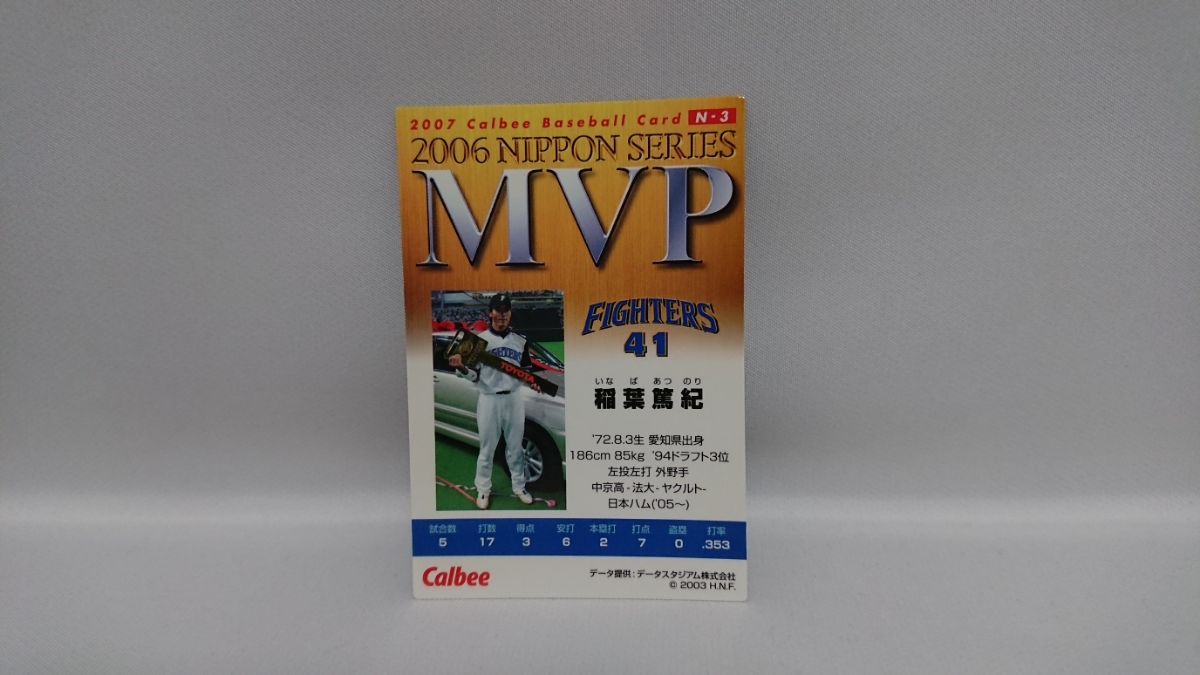 2007 Calbee Baseball Card N-3
2006 NIPPON SERIES
MVP
FIGHTERS
41
いな ば あつ のり
稲葉篤紀
'72.8.3生 愛知県出身
186cm 85kg '94ドラフト3位
左投左打 外野手
中京高-法大-ヤクルト-
日本ハム('05〜)
FIGHTERS
TOYOTA
試合数 打数 得点 安打 本塁打 打点 盗塁 打率
5 17 3 6 2 7 0 .353
Calbee
データ提供:データスタジアム株式会社
© 2003 H.N.F.